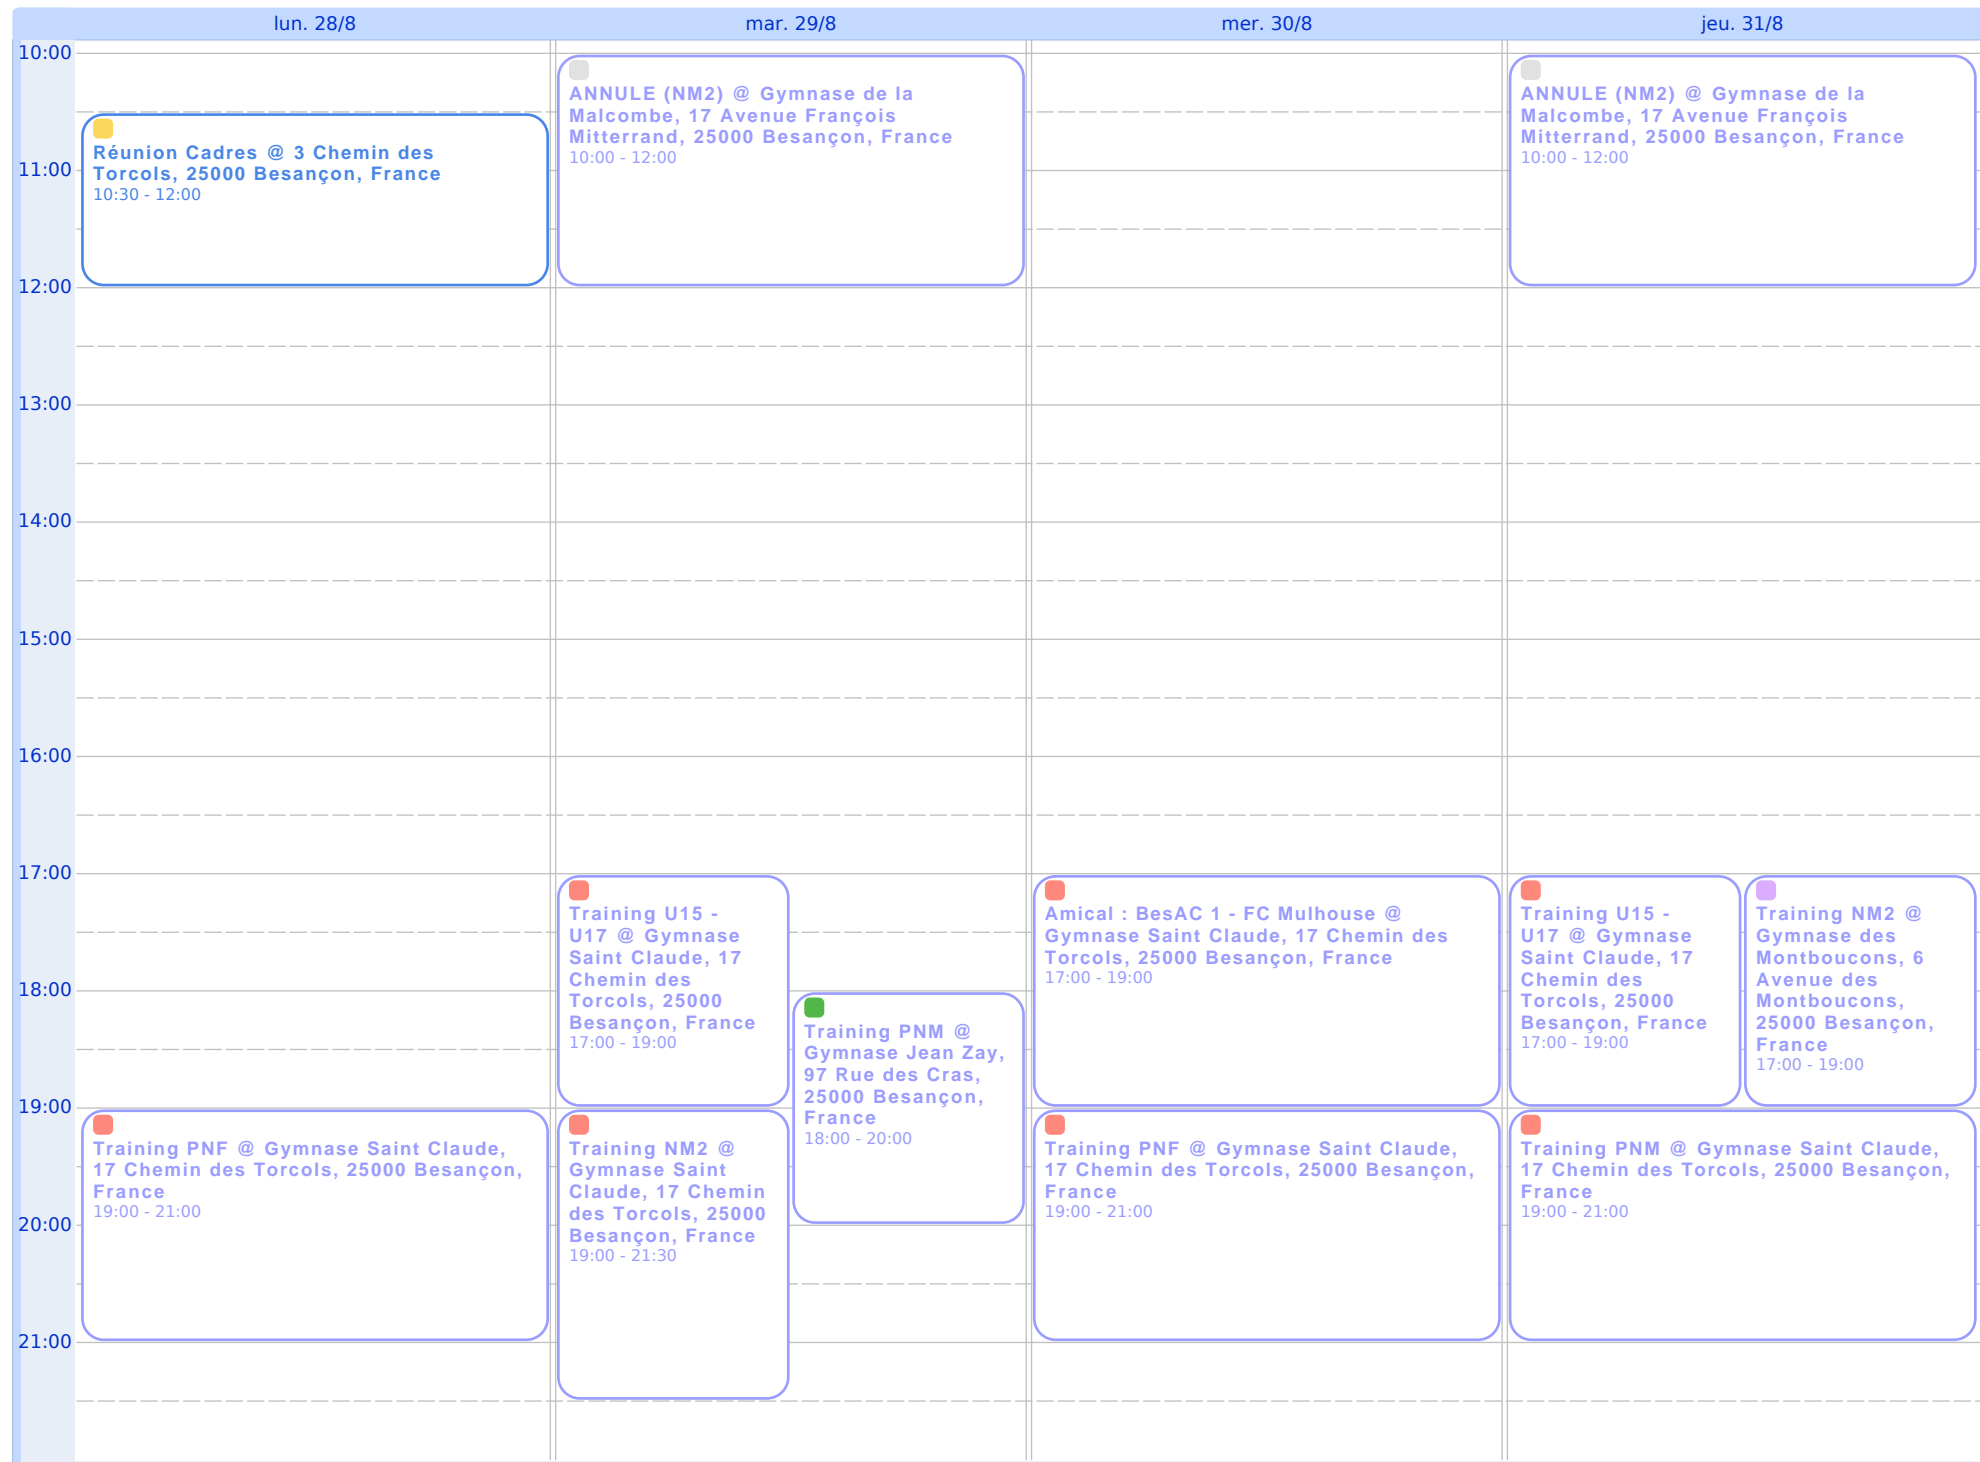 lun. 28/8
mar. 29/8
mer. 30/8
jeu. 31/8
10:00
11:00
12:00
13:00
14:00
15:00
16:00
17:00
18:00
19:00
20:00
21:00
Réunion Cadres @ 3 Chemin des
Torcols, 25000 Besançon, France
10:30 - 12:00
Training PNF @ Gymnase Saint Claude,
17 Chemin des Torcols, 25000 Besançon,
France
19:00 - 21:00
ANNULE (NM2) @ Gymnase de la
Malcombe, 17 Avenue François
Mitterrand, 25000 Besançon, France
10:00 - 12:00
Training U15 -
U17 @ Gymnase
Saint Claude, 17
Chemin des
Torcols, 25000
Besançon, France
17:00 - 19:00
Training PNM @
Gymnase Jean Zay,
97 Rue des Cras,
25000 Besançon,
France
18:00 - 20:00
Training NM2 @
Gymnase Saint
Claude, 17 Chemin
des Torcols, 25000
Besançon, France
19:00 - 21:30
Amical : BesAC 1 - FC Mulhouse @
Gymnase Saint Claude, 17 Chemin des
Torcols, 25000 Besançon, France
17:00 - 19:00
Training PNF @ Gymnase Saint Claude,
17 Chemin des Torcols, 25000 Besançon,
France
19:00 - 21:00
ANNULE (NM2) @ Gymnase de la
Malcombe, 17 Avenue François
Mitterrand, 25000 Besançon, France
10:00 - 12:00
Training U15 -
U17 @ Gymnase
Saint Claude, 17
Chemin des
Torcols, 25000
Besançon, France
17:00 - 19:00
Training NM2 @
Gymnase des
Montboucons, 6
Avenue des
Montboucons,
25000 Besançon,
France
17:00 - 19:00
Training PNM @ Gymnase Saint Claude,
17 Chemin des Torcols, 25000 Besançon,
France
19:00 - 21:00